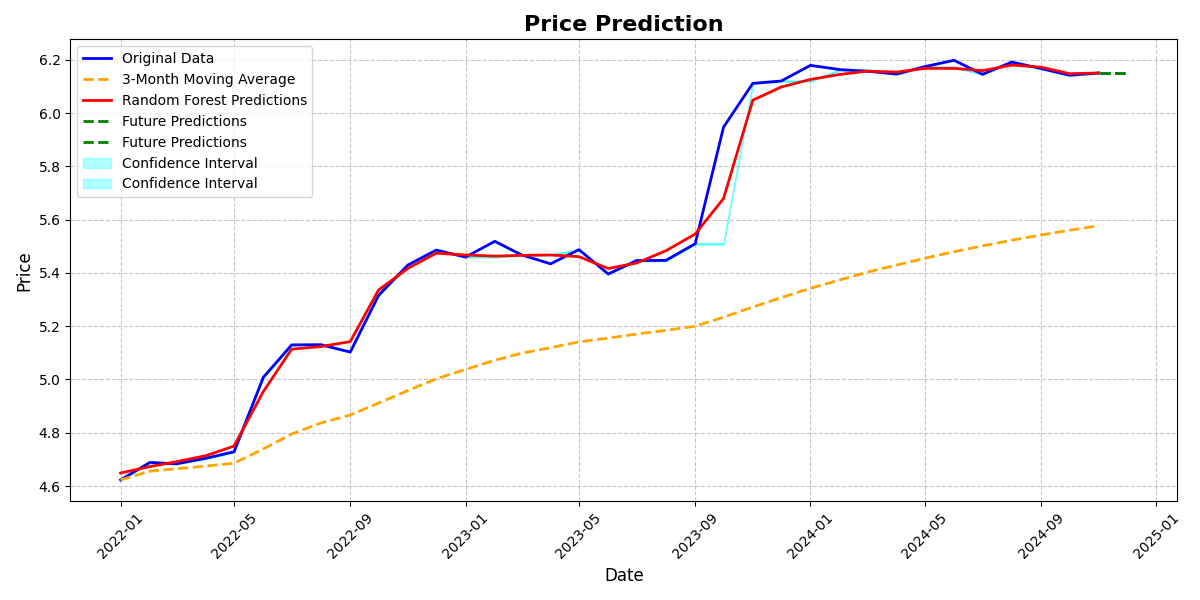 Price Prediction
Original Data
3-Month Moving Average
Random Forest Predictions
Future Predictions
Future Predictions
Confidence Interval
Confidence Interval
6.2
6.0
5.8
5.6
5.4
5.2
5.0
4.8
4.6
Price
2022-01
2022-05
2022-09
2023-01
2023-05
2023-09
2024-01
2024-05
2024-09
2025-01
Date